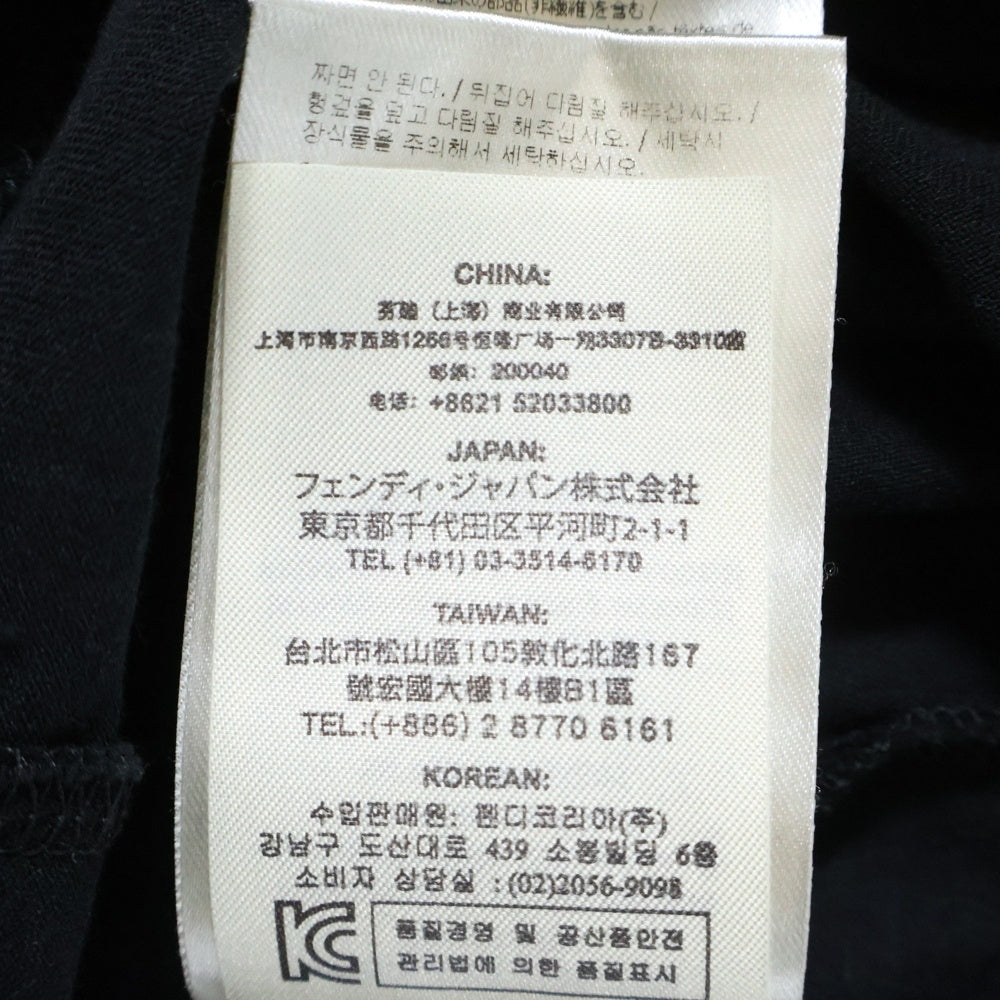 部品(非繊維)を含む/
짜면 안 된다. / 뒤집어 다림질 해주십시오. /
헝겊을 덮고 다림질 해주십시오. / 세탁시
장식물을 주의해서 세탁하십시오.
CHINA:
芬迪（上海）商业有限公司
上海市南京西路1266号恒隆广场一期3307B-3310室
邮编: 200040
电话: +8621 52033800
JAPAN:
フェンディ・ジャパン株式会社
東京都千代田区平河町2-1-1
TEL (+81) 03-3514-6170
TAIWAN:
台北市松山區105敦化北路167
號宏國大樓14樓B1區
TEL.:(+886) 2 8770 6161
KOREAN:
수입판매원: 펜디코리아(주)
강남구 도산대로 439 소봉빌딩 6층
소비자 상담실 :(02)2056-9098
KC
품질경영 및 공산품안전
관리법에 의한 품질표시